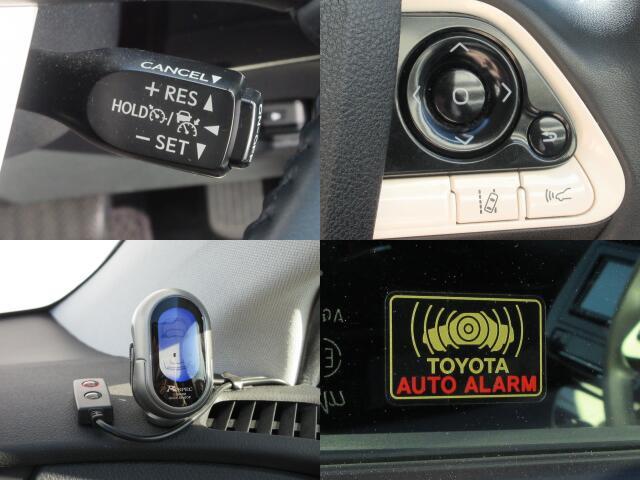 CANCEL▼
+RES▲
HOLD / ◀
−SET▼
TOYOTA
AUTO ALARM